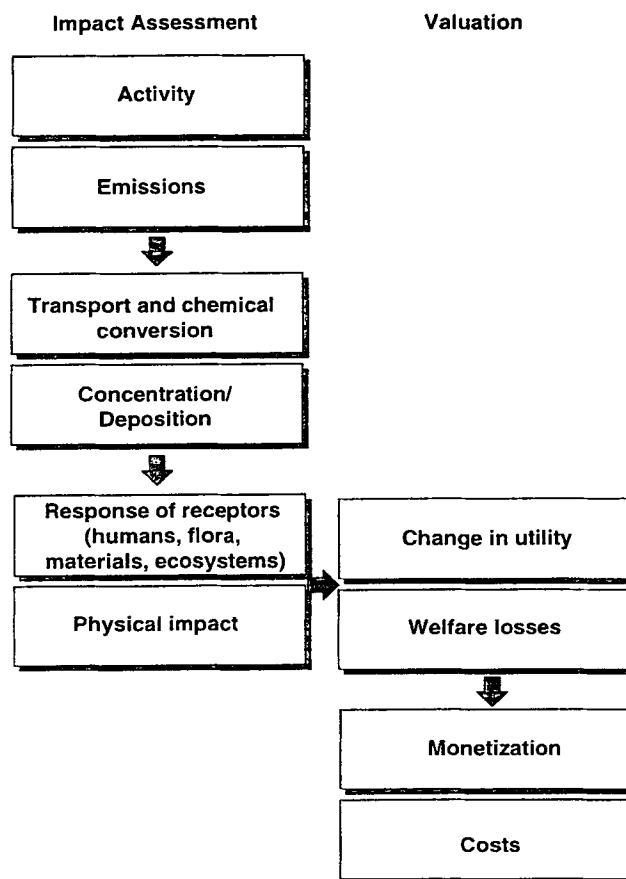 Impact Assessment
Valuation
Activity
Emissions
Transport and chemical
conversion
Concentration/
Deposition
Response of receptors
(humans, flora,
materials, ecosystems)
Physical impact
Change in utility
Welfare losses
Monetization
Costs